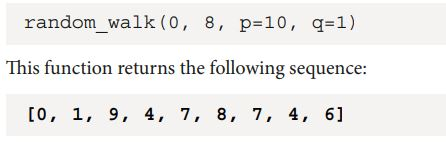 random_walk(0, 8, p=10, q=1)
This function returns the following sequence:
[0, 1, 9, 4, 7, 8, 7, 4, 6]